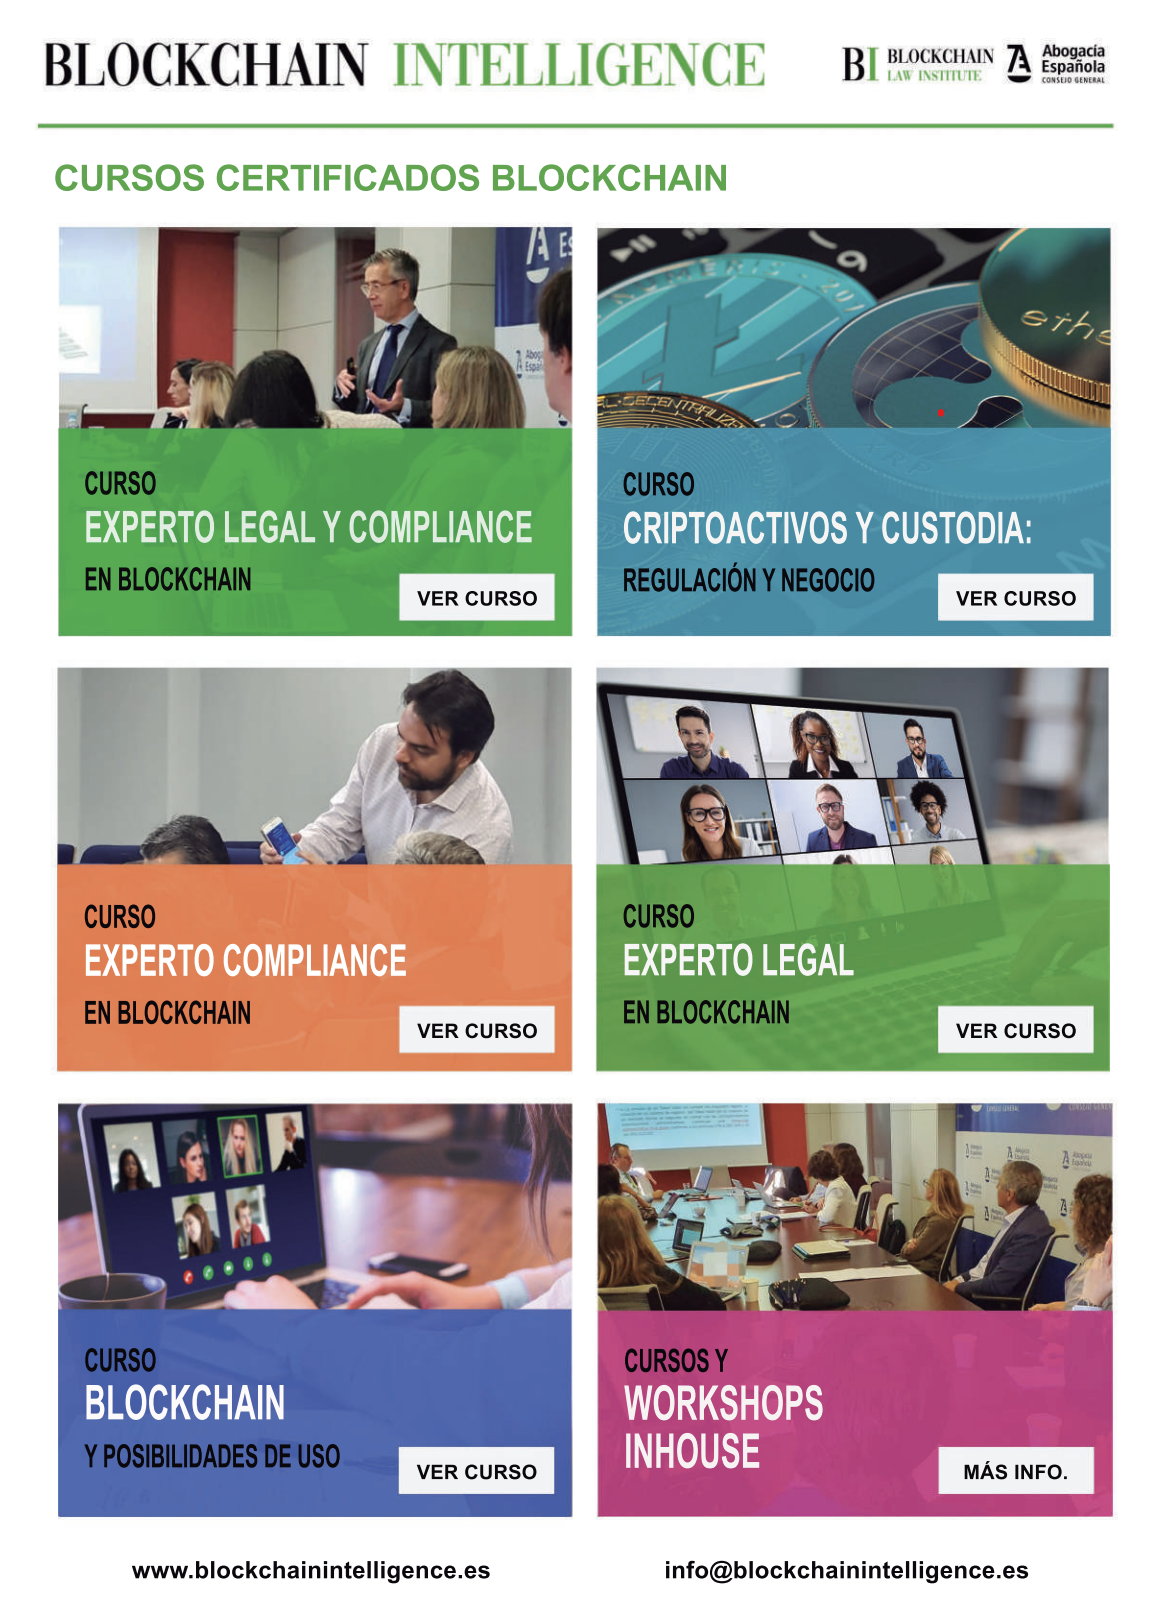 BLOCKCHAIN INTELLIGENCE
BI BLOCKCHAIN
LAW INSTITUTE
Abogacía
Española
CONSEJO GENERAL
CURSOS CERTIFICADOS BLOCKCHAIN
CURSO
EXPERTO LEGAL Y COMPLIANCE
EN BLOCKCHAIN
VER CURSO
CURSO
CRIPTOACTIVOS Y CUSTODIA:
REGULACIÓN Y NEGOCIO
VER CURSO
CURSO
EXPERTO COMPLIANCE
EN BLOCKCHAIN
VER CURSO
CURSO
EXPERTO LEGAL
EN BLOCKCHAIN
VER CURSO
CURSO
BLOCKCHAIN
Y POSIBILIDADES DE USO
VER CURSO
CURSOS Y
WORKSHOPS
INHOUSE
MÁS INFO.
www.blockchainintelligence.es
info@blockchainintelligence.es